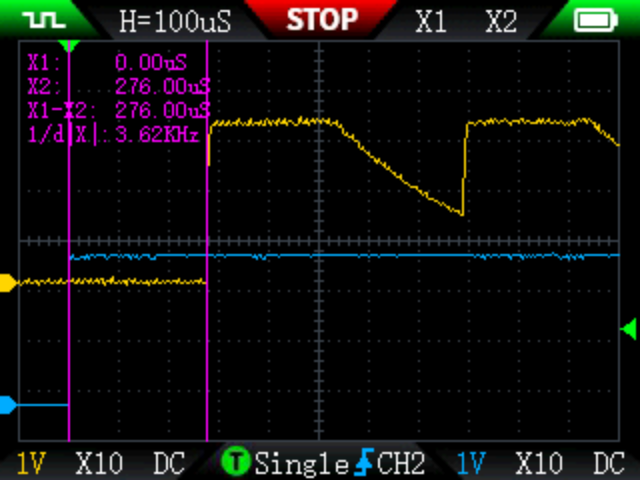 H=100uS STOP X1 X2
X1: 0.00uS
X2: 276.00uS
X1-X2: 276.00uS
1/d|X|: 3.62KHz
1V X10 DC T Single CH2 1V X10 DC